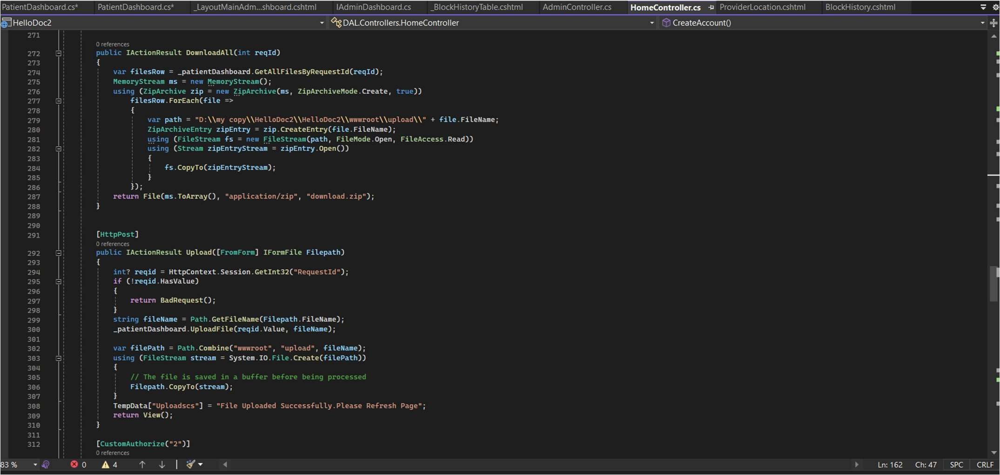 PatientDashboard.cs* PatientDashboard.cs* _LayoutMainAdm...shboard.cshtml IAdminDashboard.cs _BlockHistoryTable.cshtml AdminController.cs HomeController.cs ProviderLocation.cshtml BlockHistory.cshtml
HelloDoc2 DAL.Controllers.HomeController CreateAccount()
271
0 references
272 public IActionResult DownloadAll(int reqId)
273 {
274 var filesRow = _patientDashboard.GetAllFilesByRequestId(reqId);
275 MemoryStream ms = new MemoryStream();
276 using (ZipArchive zip = new ZipArchive(ms, ZipArchiveMode.Create, true))
277 filesRow.ForEach(file =>
278 {
279 var path = "D:\\my copy\\HelloDoc2\\HelloDoc2\\wwwroot\\upload\\" + file.FileName;
280 ZipArchiveEntry zipEntry = zip.CreateEntry(file.FileName);
281 using (FileStream fs = new FileStream(path, FileMode.Open, FileAccess.Read))
282 using (Stream zipEntryStream = zipEntry.Open())
283 {
284 fs.CopyTo(zipEntryStream);
285 }
286 });
287 return File(ms.ToArray(), "application/zip", "download.zip");
288 }
289
290
291 [HttpPost]
0 references
292 public IActionResult Upload([FromForm] IFormFile Filepath)
293 {
294 int? reqid = HttpContext.Session.GetInt32("RequestId");
295 if (!reqid.HasValue)
296 {
297 return BadRequest();
298 }
299 string fileName = Path.GetFileName(Filepath.FileName);
300 _patientDashboard.UploadFile(reqid.Value, fileName);
301
302 var filePath = Path.Combine("wwwroot", "upload", fileName);
303 using (FileStream stream = System.IO.File.Create(filePath))
304 {
305 // The file is saved in a buffer before being processed
306 Filepath.CopyTo(stream);
307 }
308 TempData["Uploadscs"] = "File Uploaded Successfully.Please Refresh Page";
309 return View();
310 }
311
312 [CustomAuthorize("2")]
0 references
83 % 0 4 Ln: 162 Ch: 47 SPC CRLF